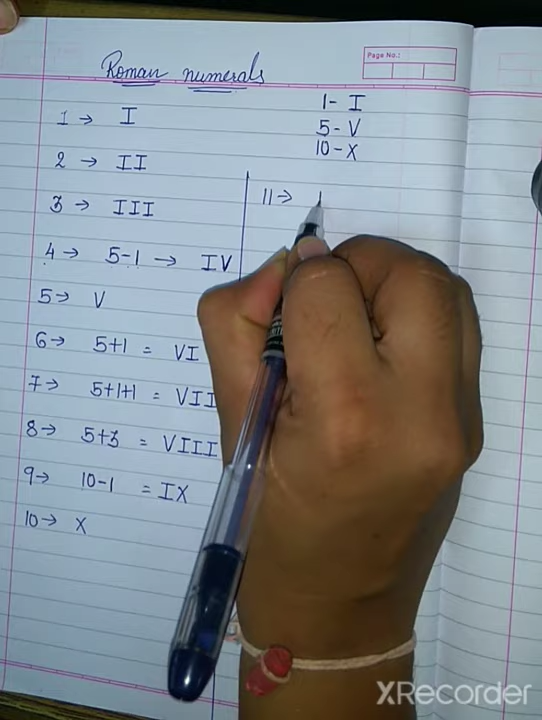 Page No.:
Roman numerals
1 - I
5 - V
10 - X
1 → I
2 → II
3 → III
4 → 5-1 → IV
5 → V
6 → 5+1 = VI
7 → 5+1+1 = VII
8 → 5+3 = VIII
9 → 10-1 = IX
10 → X
11 →
XRecorder